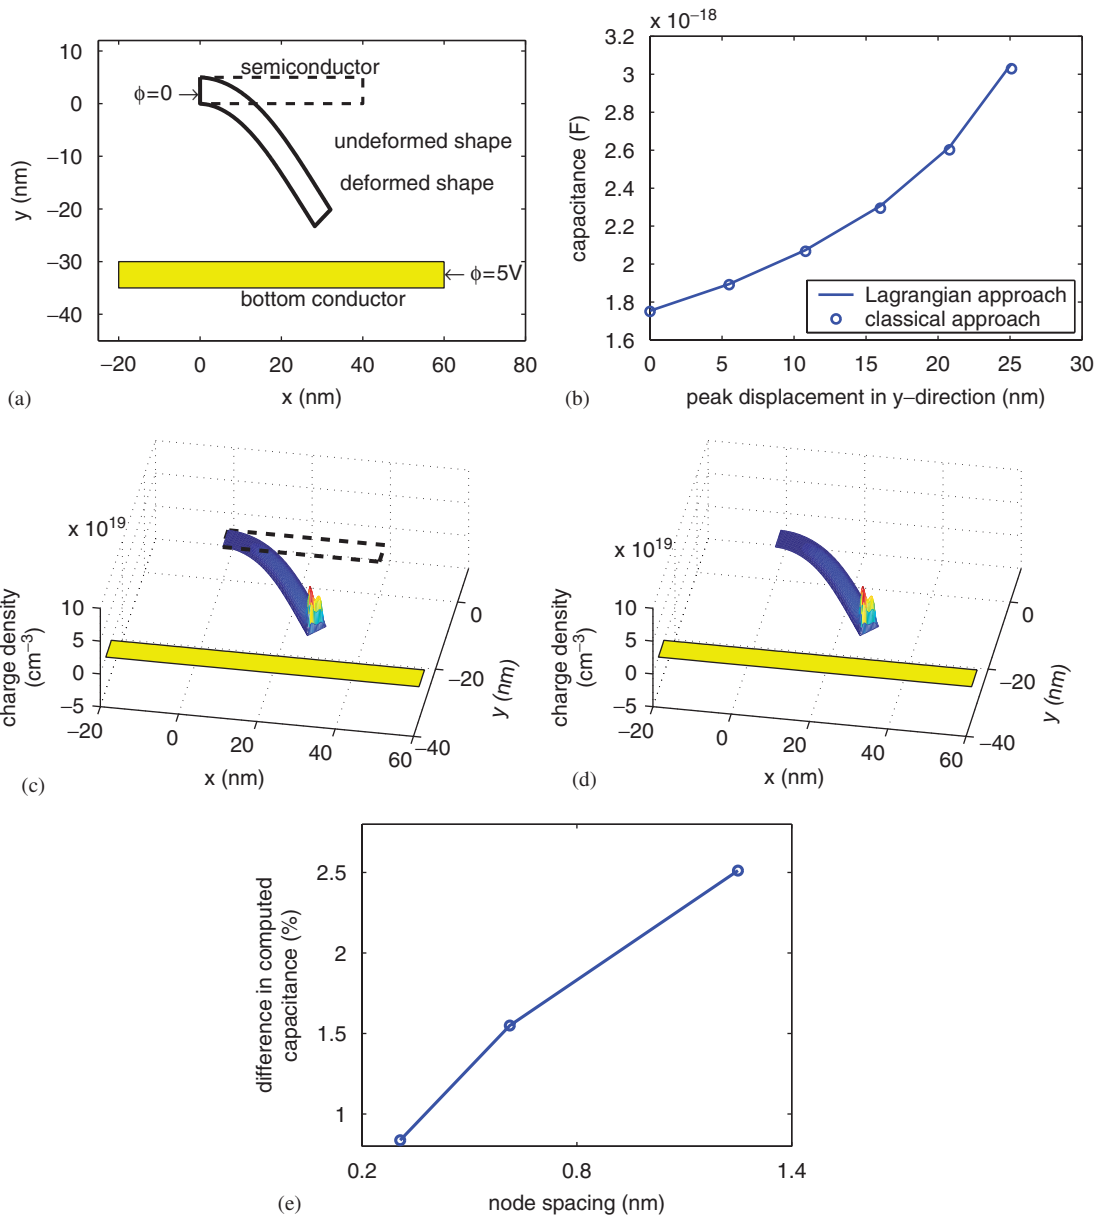 10
0
−10
−20
−30
−40
y (nm)
semiconductor
ϕ=0 →
undeformed shape
deformed shape
← ϕ=5V
bottom conductor
−20
0
20
40
60
80
x (nm)
(a)
x 10−18
3.2
3
2.8
2.6
2.4
2.2
2
1.8
1.6
capacitance (F)
Lagrangian approach
classical approach
0
5
10
15
20
25
30
peak displacement in y−direction (nm)
(b)
x 10^19
10
5
0
−5
charge density
(cm−3)
−20
0
20
40
60
x (nm)
−40
−20
0
y (nm)
(c)
x 10^19
10
5
0
−5
charge density
(cm−3)
−20
0
20
40
60
x (nm)
−40
−20
0
y (nm)
(d)
2.5
2
1.5
1
difference in computed
capacitance (%)
0.2
0.8
1.4
node spacing (nm)
(e)